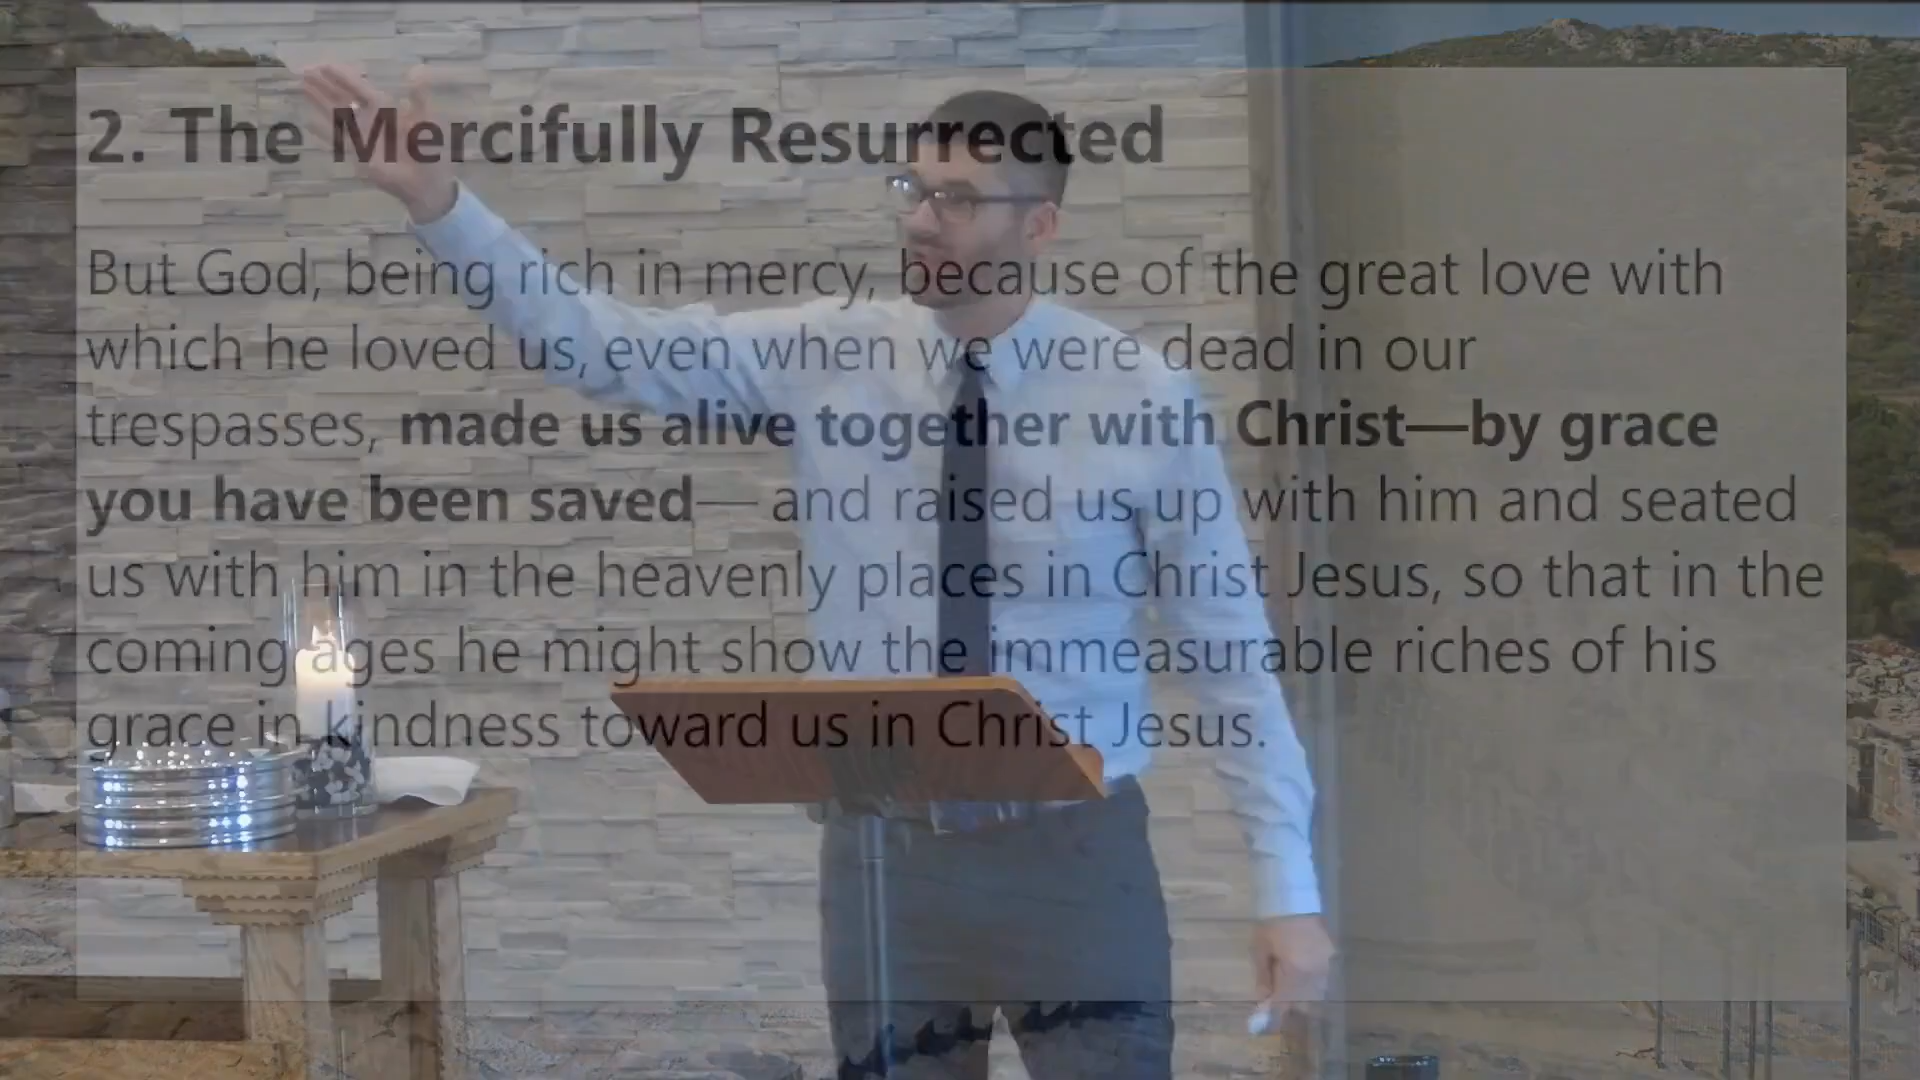 2. The Mercifully Resurrected
But God, being rich in mercy, because of the great love with
which he loved us, even when we were dead in our
trespasses, made us alive together with Christ—by grace
you have been saved— and raised us up with him and seated
us with him in the heavenly places in Christ Jesus, so that in the
coming ages he might show the immeasurable riches of his
grace in kindness toward us in Christ Jesus.